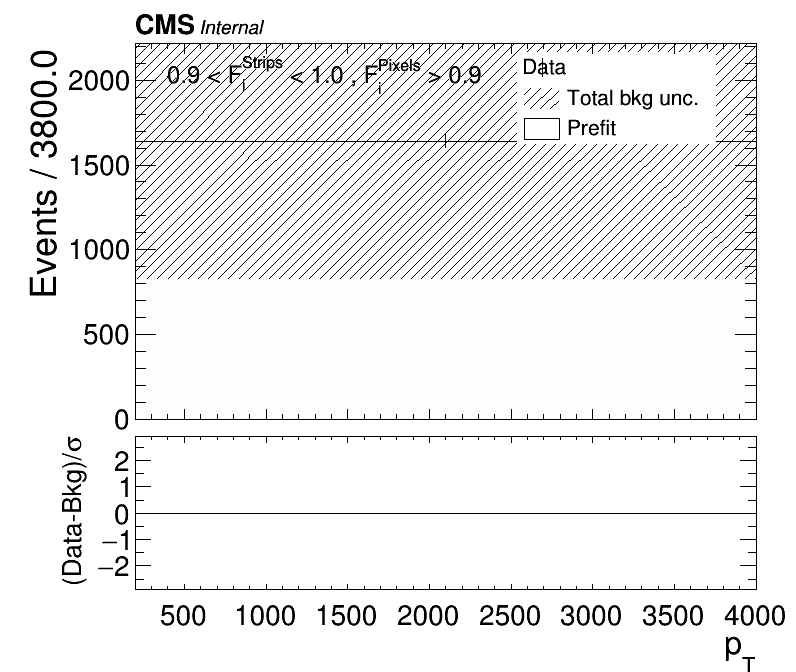 CMS Internal
0.9 < F_i^Strips < 1.0 , F_i^Pixels > 0.9
Data
Total bkg unc.
Prefit
Events / 3800.0
2000
1500
1000
500
0
(Data-Bkg)/σ
2
1
0
−1
−2
500 1000 1500 2000 2500 3000 3500 4000
p_T